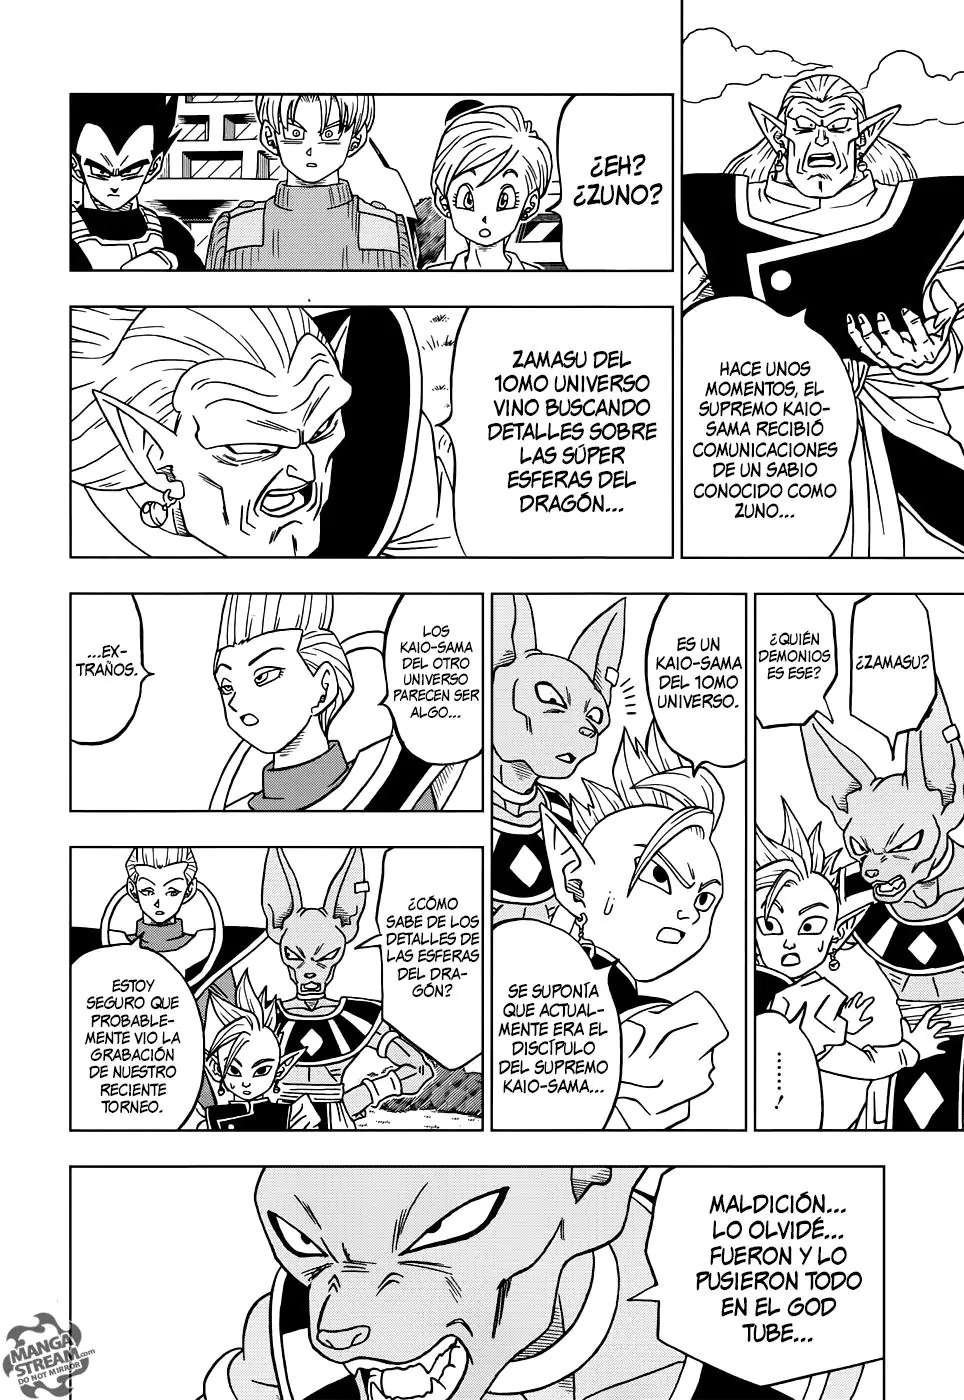 HACE UNOS
MOMENTOS, EL
SUPREMO KAIO-
SAMA RECIBIÓ
COMUNICACIONES
DE UN SABIO
CONOCIDO COMO
ZUNO...
¿EH?
¿ZUNO?
ZAMASU DEL
10MO UNIVERSO
VINO BUSCANDO
DETALLES SOBRE
LAS SÚPER
ESFERAS DEL
DRAGÓN...
¿ZAMASU?
¿QUIÉN
DEMONIOS
ES ESE?
......!
ES UN
KAIO-SAMA
DEL 10MO
UNIVERSO.
SE SUPONÍA
QUE ACTUAL-
MENTE ERA EL
DISCÍPULO
DEL SUPREMO
KAIO-SAMA...
LOS
KAIO-SAMA
DEL OTRO
UNIVERSO
PARECEN SER
ALGO...
...EX-
TRAÑOS.
¿CÓMO
SABE DE LOS
DETALLES DE
LAS ESFERAS
DEL DRA-
GÓN?
ESTOY
SEGURO QUE
PROBABLE-
MENTE VIO LA
GRABACIÓN
DE NUESTRO
RECIENTE
TORNEO.
MALDICIÓN...
LO OLVIDÉ...
FUERON Y LO
PUSIERON TODO
EN EL GOD
TUBE...
MANGA
STREAM.com
DO NOT MIRROR